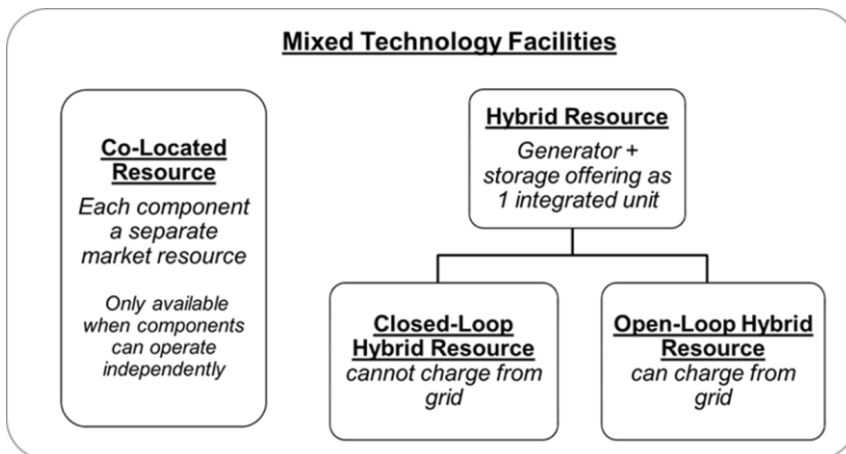 Mixed Technology Facilities
Co-Located
Resource
Each component
a separate
market resource
Only available
when components
can operate
independently
Hybrid Resource
Generator +
storage offering as
1 integrated unit
Closed-Loop
Hybrid Resource
cannot charge from
grid
Open-Loop Hybrid
Resource
can charge from
grid